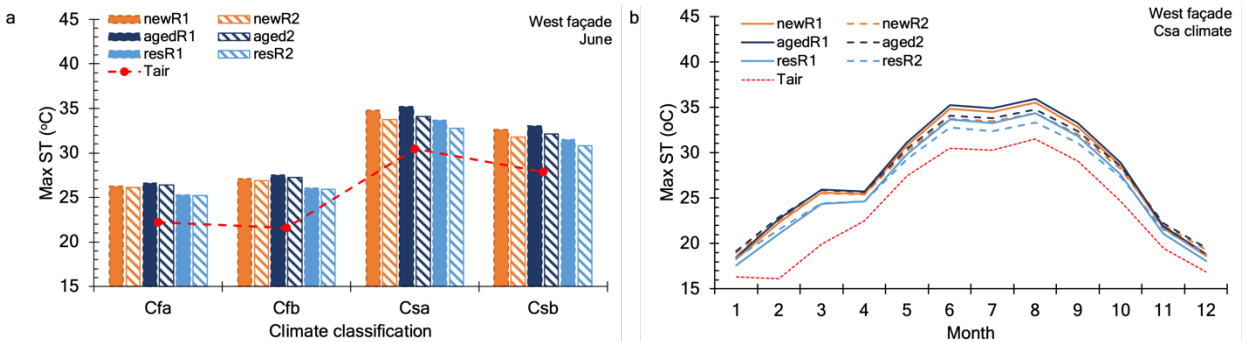 a
West façade
June
newR1
newR2
agedR1
aged2
resR1
resR2
Tair
Max ST (ºC)
45
40
35
30
25
20
15
Cfa
Cfb
Csa
Csb
Climate classification
b
West façade
Csa climate
newR1
newR2
agedR1
aged2
resR1
resR2
Tair
Max ST (oC)
45
40
35
30
25
20
15
1 2 3 4 5 6 7 8 9 10 11 12
Month